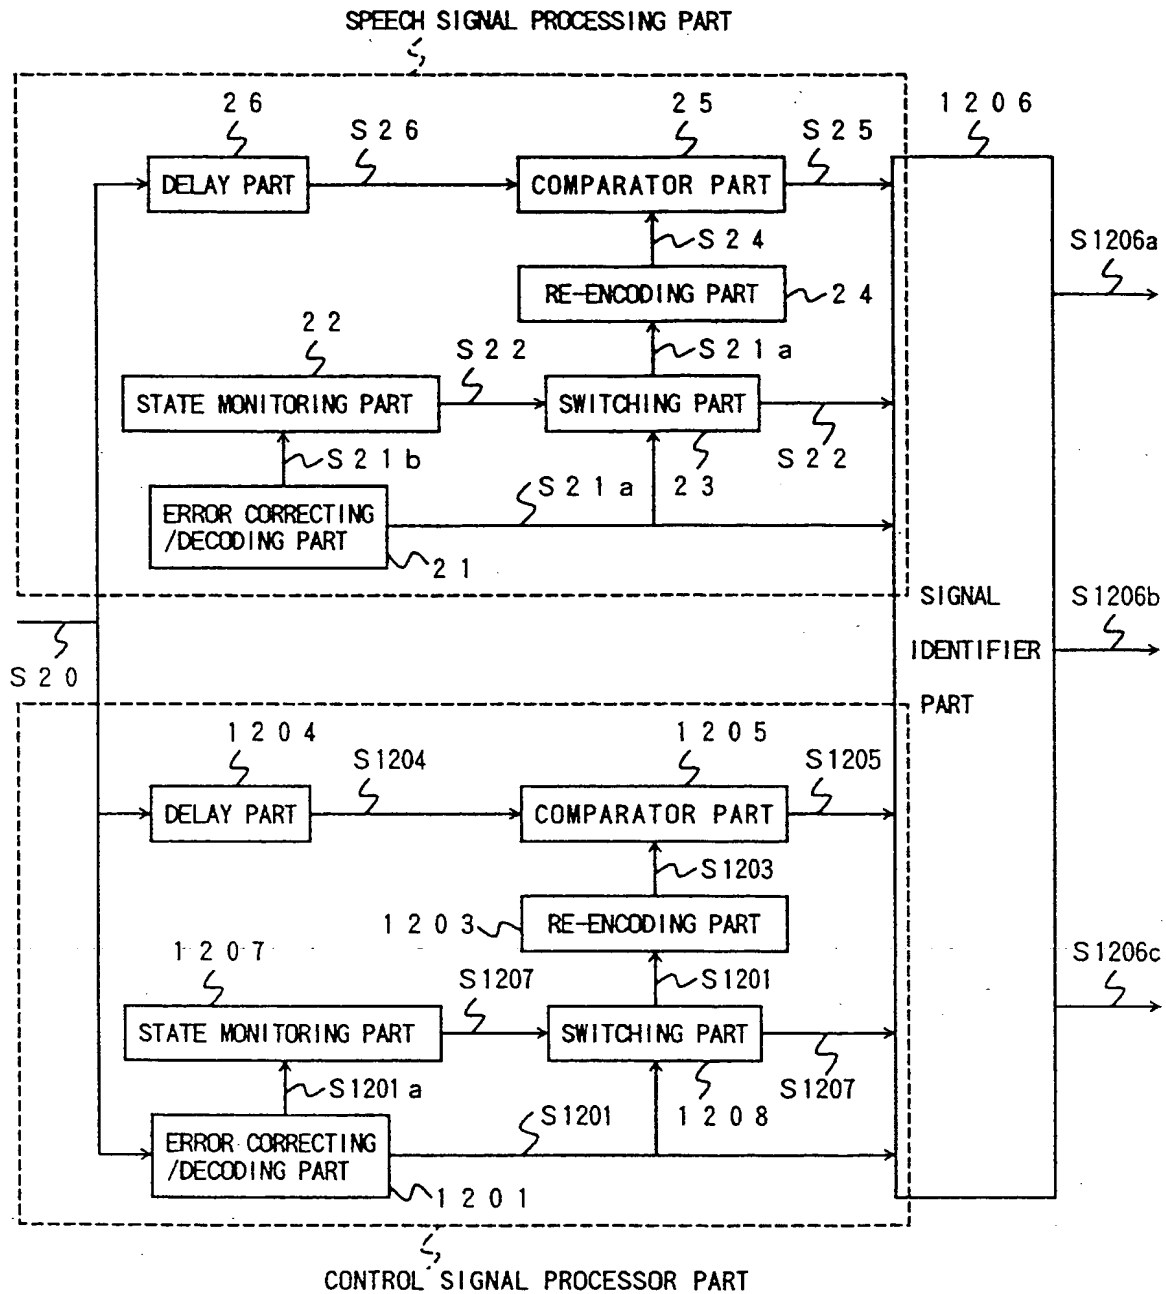 SPEECH SIGNAL PROCESSING PART
26
S26
25
S25
1206
DELAY PART
COMPARATOR PART
S24
S1206a
RE-ENCODING PART
24
22
S22
S21a
STATE MONITORING PART
SWITCHING PART
S21b
S22
S21a
23
ERROR CORRECTING
/DECODING PART
21
S20
SIGNAL
IDENTIFIER
PART
S1206b
1204
S1204
1205
S1205
DELAY PART
COMPARATOR PART
S1203
1203
RE-ENCODING PART
1207
S1207
S1201
S1206c
STATE MONITORING PART
SWITCHING PART
S1201a
S1207
S1201
1208
ERROR CORRECTING
/DECODING PART
1201
CONTROL SIGNAL PROCESSOR PART